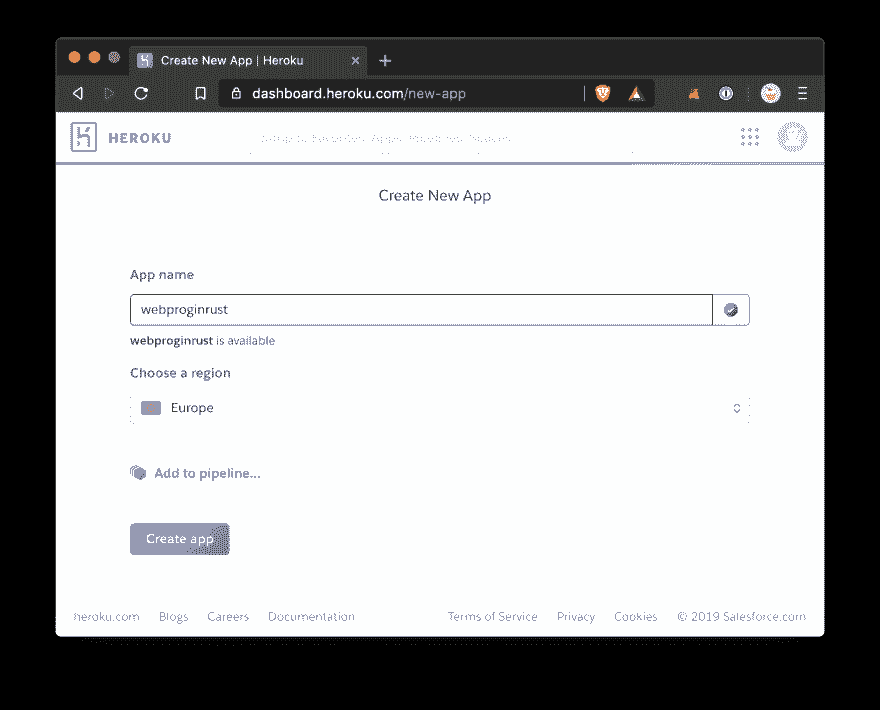 Create New App | Heroku
dashboard.heroku.com/new-app
HEROKU
Create New App
App name
webproginrust
webproginrust is available
Choose a region
Europe
Add to pipeline...
Create app
heroku.com Blogs Careers Documentation Terms of Service Privacy Cookies © 2019 Salesforce.com